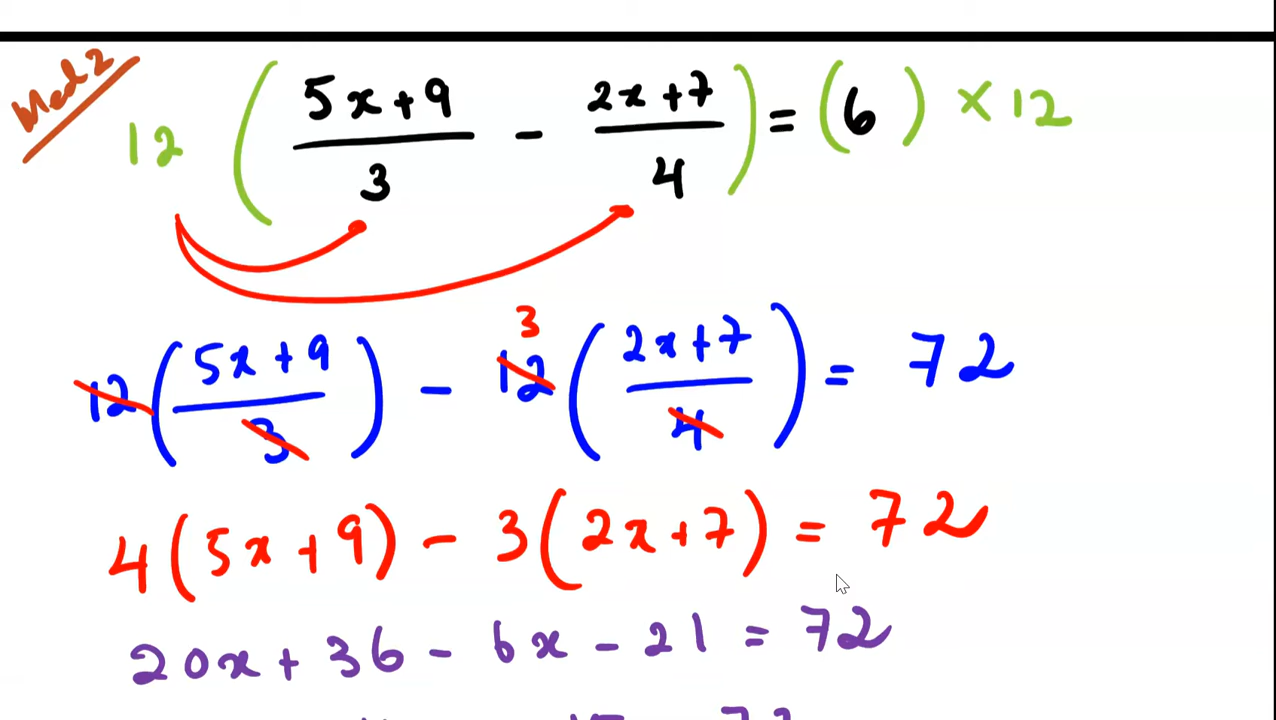 Med 2
12 ( (5x+9)/3 - (2x+7)/4 ) = (6) × 12
12 ( (5x+9)/3 ) - 3 12 ( (2x+7)/4 ) = 72
4(5x+9) - 3(2x+7) = 72
20x+36 - 6x - 21 = 72